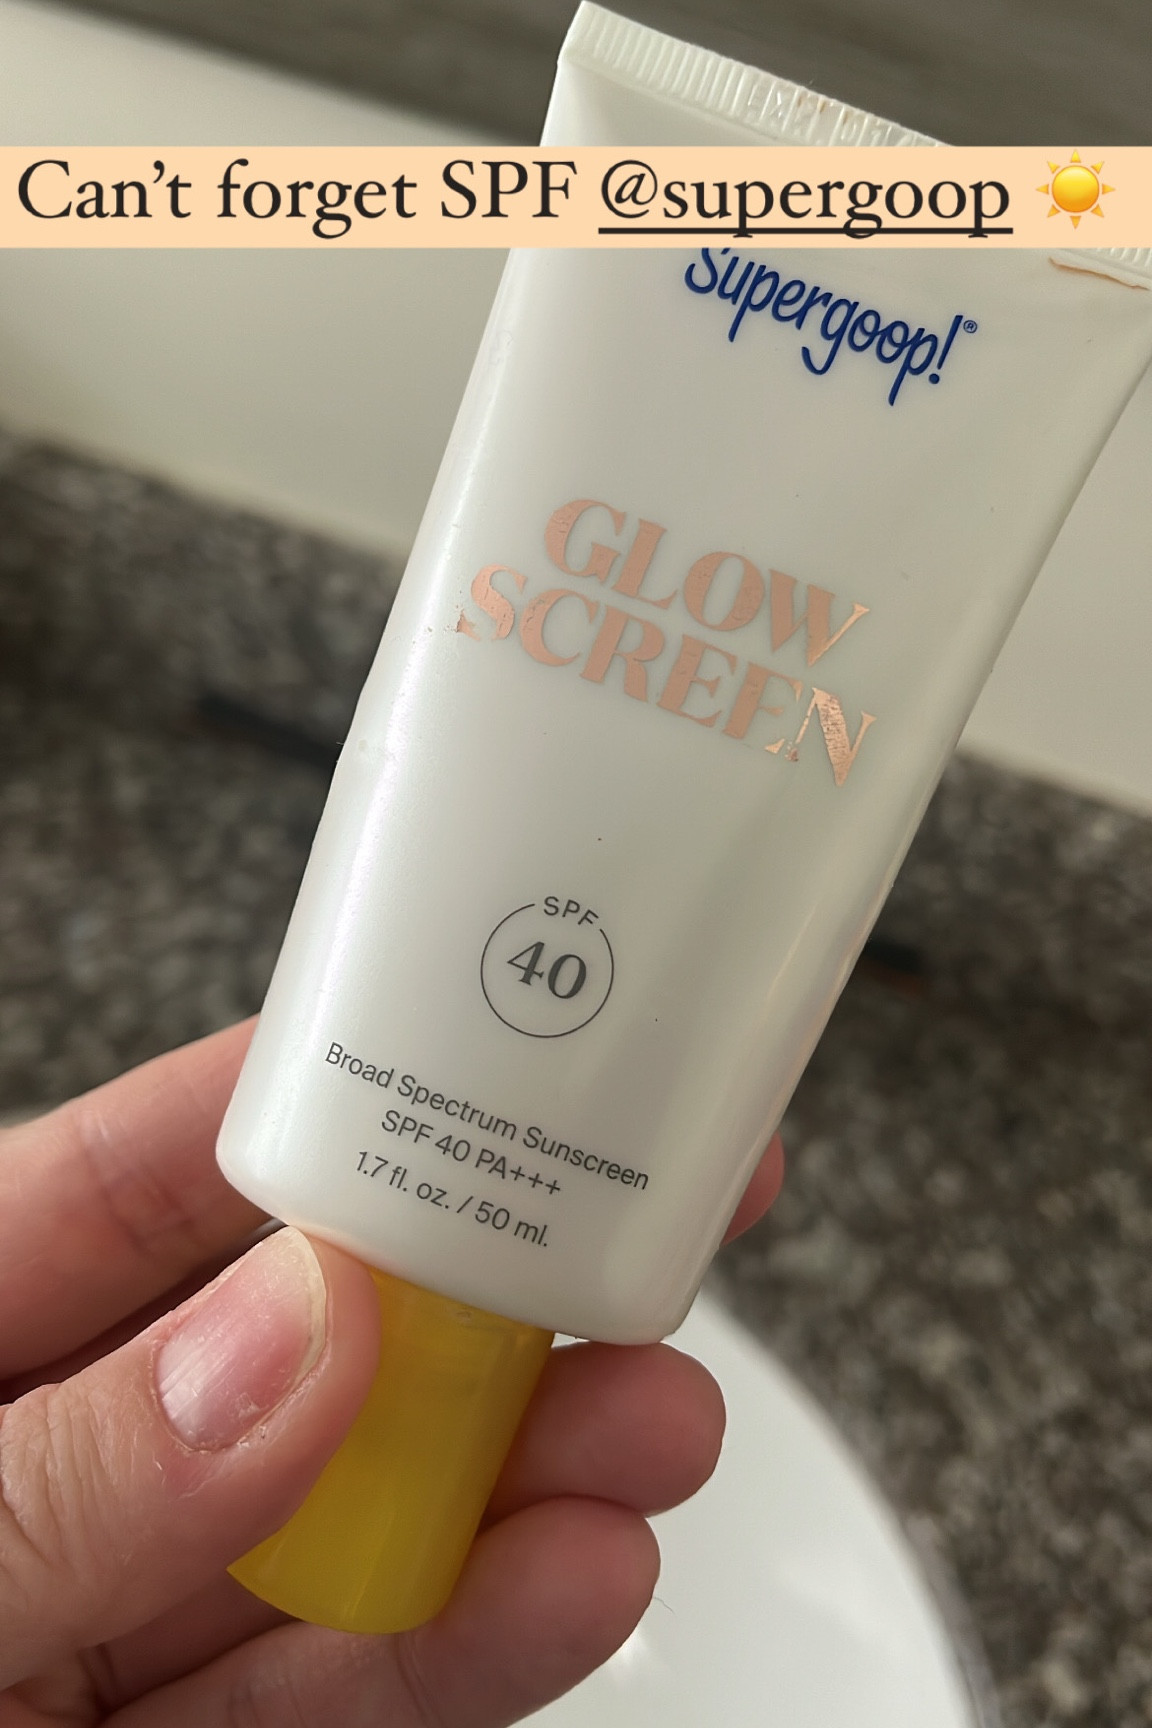 Can’t forget SPF @supergoop ☀️
Supergoop!®
GLOW
SCREEN
SPF
40
Broad Spectrum Sunscreen
SPF 40 PA+++
1.7 fl. oz. / 50 ml.